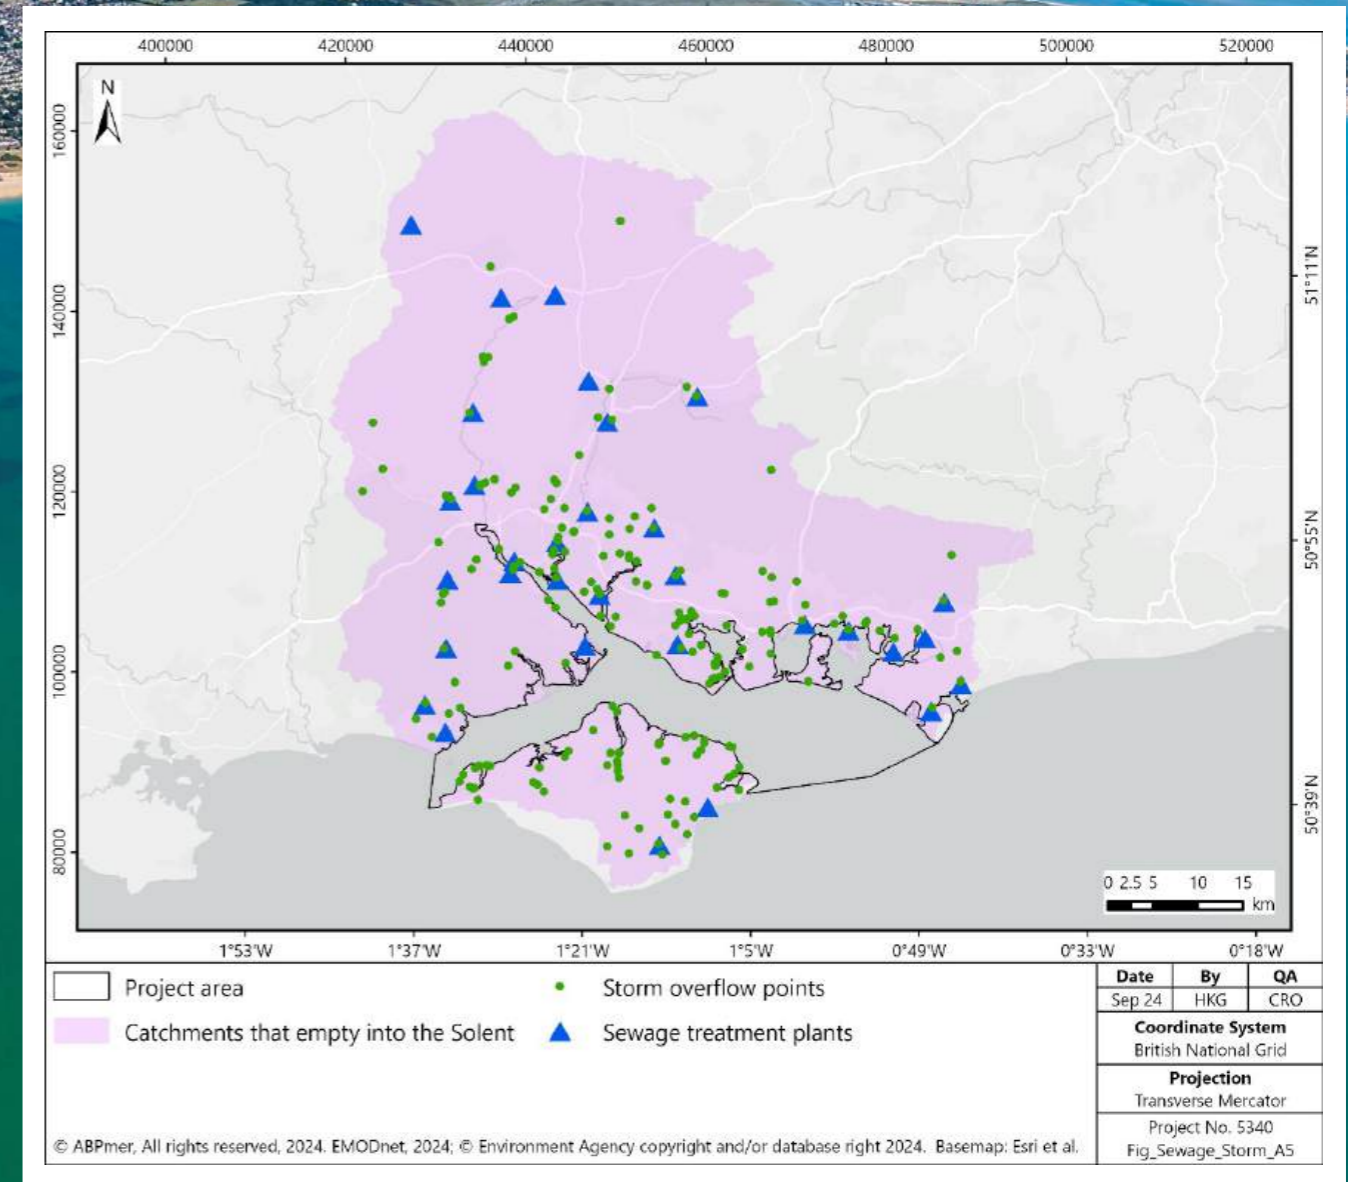 400000 420000 440000 460000 480000 500000 520000
N
160000
140000
120000
100000
80000
51°11'N
50°55'N
50°39'N
0 2.5 5 10 15
km
1°53'W 1°37'W 1°21'W 1°5'W 0°49'W 0°33'W 0°18'W
Project area
Storm overflow points
Catchments that empty into the Solent
Sewage treatment plants
Date By QA
Sep 24 HKG CRO
Coordinate System
British National Grid
Projection
Transverse Mercator
Project No. 5340
Fig_Sewage_Storm_A5
© ABPmer, All rights reserved, 2024. EMODnet, 2024; © Environment Agency copyright and/or database right 2024. Basemap: Esri et al.